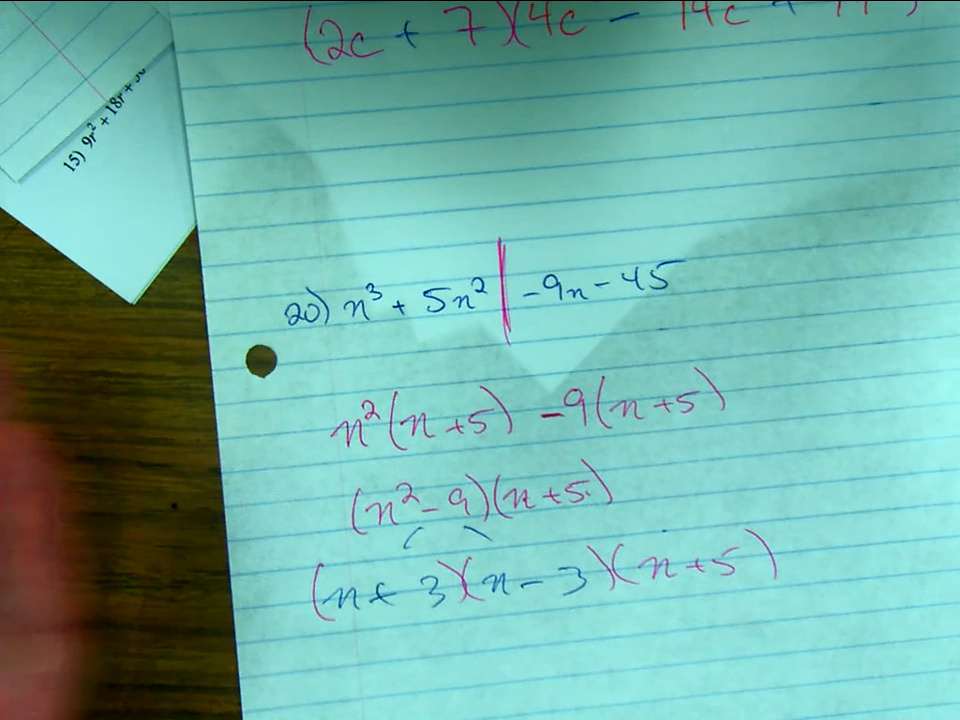 (2c + 7)(4c - 14c +
15) 9r² + 18r +
20) n³ + 5n² | -9n - 45
n²(n+5) -9(n+5)
(n² - 9)(n+5)
(n + 3)(n - 3)(n+5)